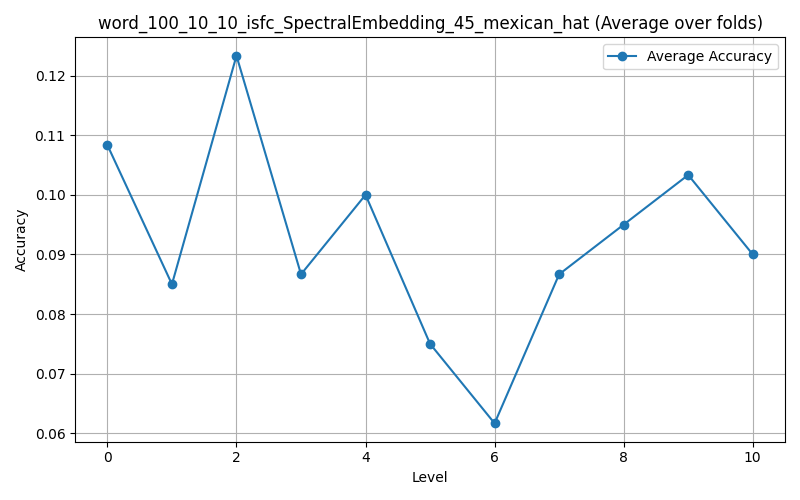 word_100_10_10_isfc_SpectralEmbedding_45_mexican_hat (Average over folds)
Average Accuracy
0.12
0.11
0.10
0.09
0.08
0.07
0.06
Accuracy
0 2 4 6 8 10
Level